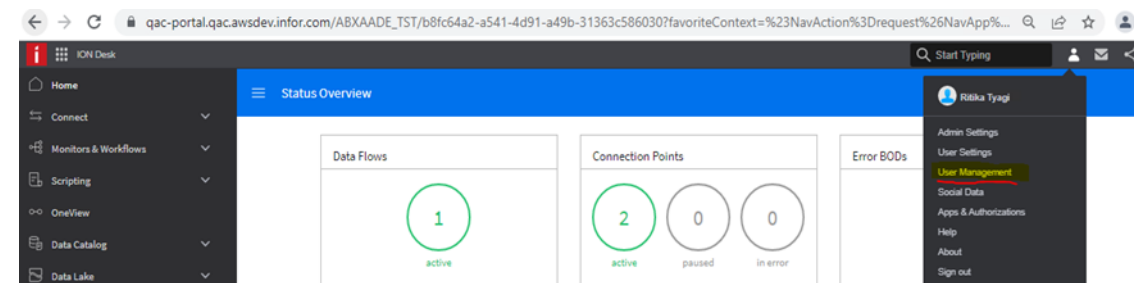 qac-portal.qac.awsdev.infor.com/ABXAADE_TST/b8fc64a2-a541-4d91-a49b-31363c586030?favoriteContext=%23NavAction%3Drequest%26NavApp%...
ION Desk
Start Typing
Home
Connect
Monitors & Workflows
Scripting
OneView
Data Catalog
Data Lake
Status Overview
Data Flows
1
active
Connection Points
2
active
0
paused
0
in error
Error BODs
Ritika Tyagi
Admin Settings
User Settings
User Management
Social Data
Apps & Authorizations
Help
About
Sign out